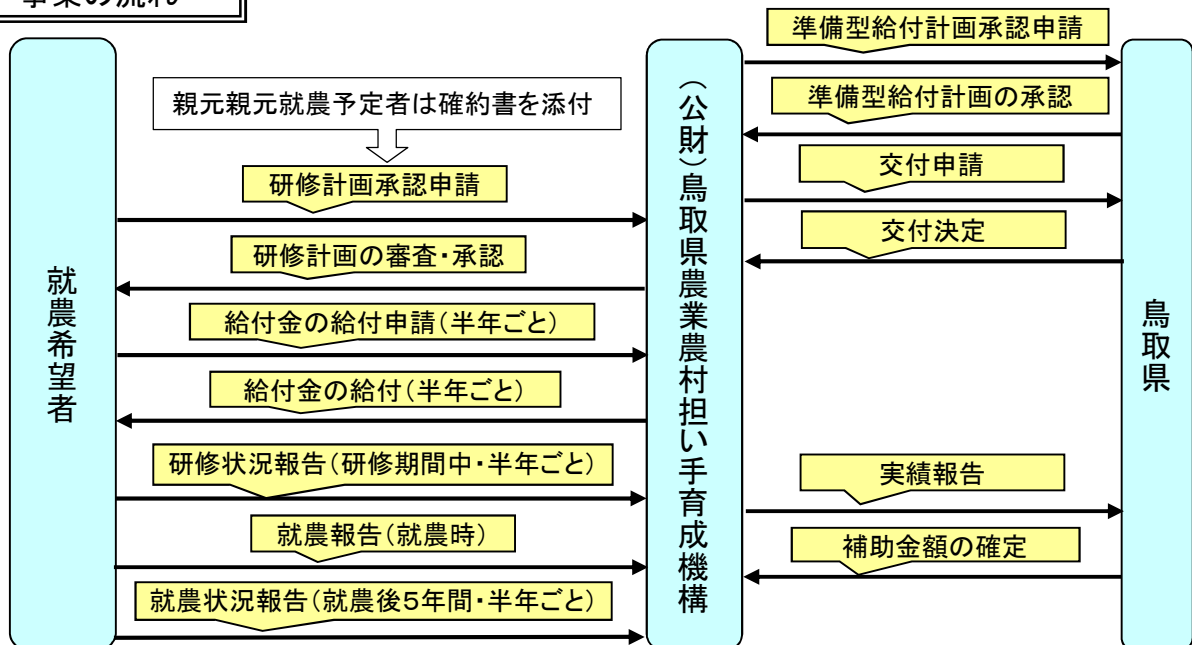 事業の流れ
準備型給付計画承認申請
準備型給付計画の承認
親元親元就農予定者は確約書を添付
交付申請
研修計画承認申請
交付決定
研修計画の審査・承認
給付金の給付申請(半年ごと)
給付金の給付(半年ごと)
研修状況報告(研修期間中・半年ごと)
実績報告
就農報告(就農時)
補助金額の確定
就農状況報告(就農後5年間・半年ごと)
就農希望者
(公財)鳥取県農業農村担い手育成機構
鳥取県